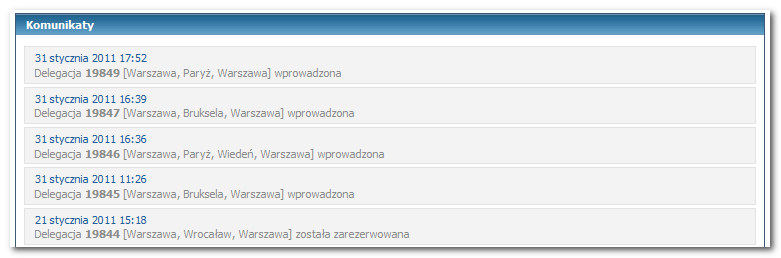 Komunikaty
31 stycznia 2011 17:52
Delegacja 19849 [Warszawa, Paryż, Warszawa] wprowadzona
31 stycznia 2011 16:39
Delegacja 19847 [Warszawa, Bruksela, Warszawa] wprowadzona
31 stycznia 2011 16:36
Delegacja 19846 [Warszawa, Paryż, Wiedeń, Warszawa] wprowadzona
31 stycznia 2011 11:26
Delegacja 19845 [Warszawa, Bruksela, Warszawa] wprowadzona
21 stycznia 2011 15:18
Delegacja 19844 [Warszawa, Wrocaław, Warszawa] została zarezerwowana